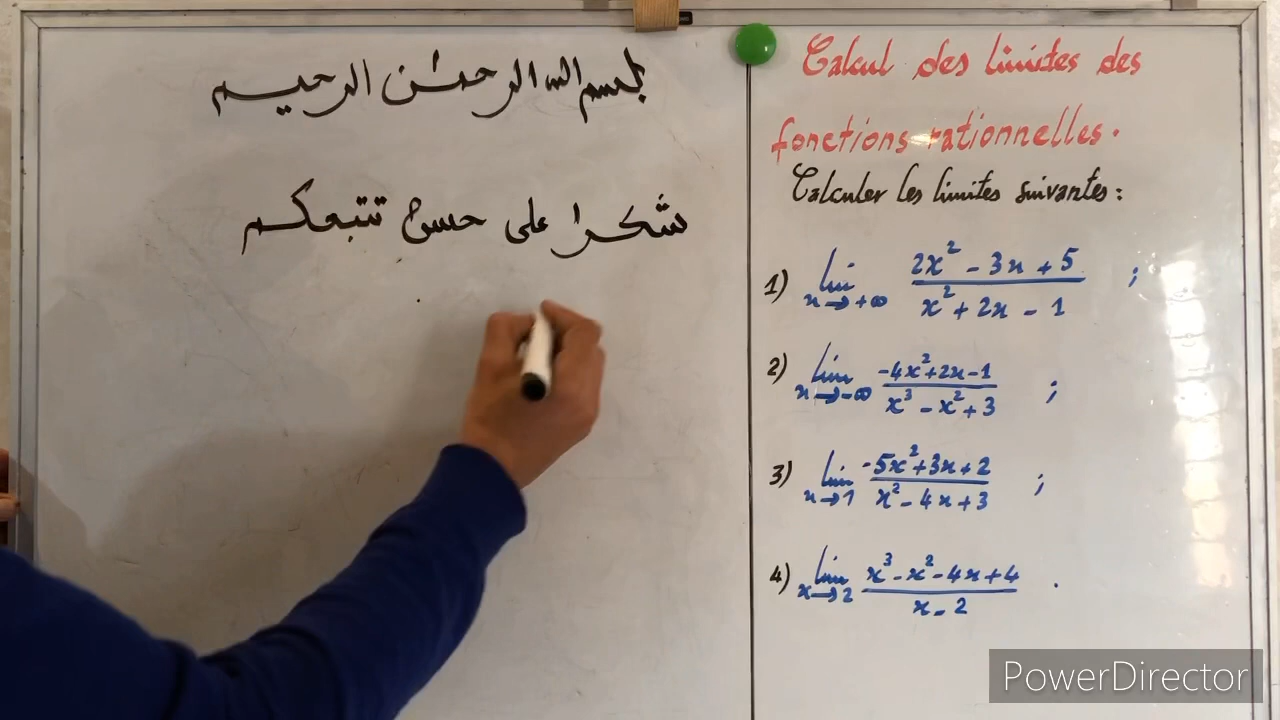 بسم الله الرحمٰن الرحيم
شكرا على حسن تتبعكم
Calcul des limites des
fonctions rationnelles.
Calculer les limites suivantes :
1) lim x→+∞ (2x² - 3x + 5)/(x² + 2x - 1) ;
2) lim x→-∞ (-4x²+2x-1)/(x³ - x² + 3) ;
3) lim x→1 (-5x²+3x+2)/(x² - 4x + 3) ;
4) lim x→2 (x³ - x² - 4x + 4)/(x - 2) .
PowerDirector